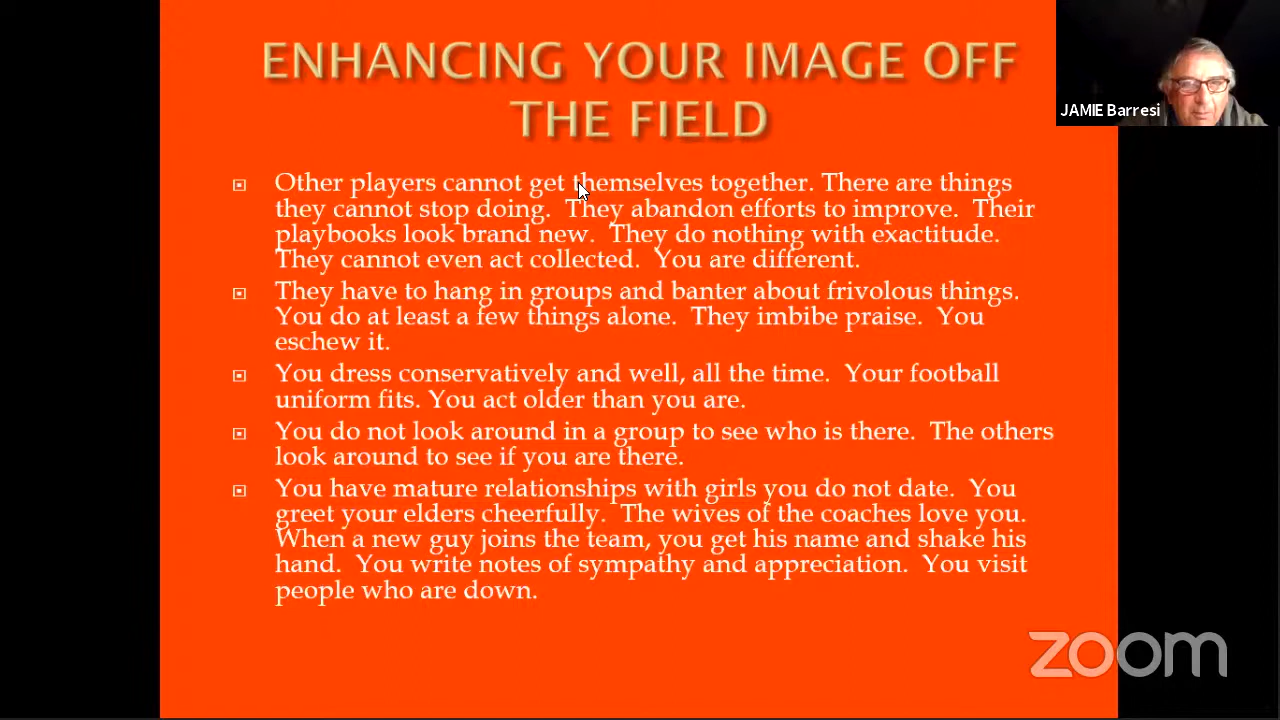 ENHANCING YOUR IMAGE OFF
THE FIELD
JAMIE Barresi
Other players cannot get themselves together. There are things
they cannot stop doing. They abandon efforts to improve. Their
playbooks look brand new. They do nothing with exactitude.
They cannot even act collected. You are different.
They have to hang in groups and banter about frivolous things.
You do at least a few things alone. They imbibe praise. You
eschew it.
You dress conservatively and well, all the time. Your football
uniform fits. You act older than you are.
You do not look around in a group to see who is there. The others
look around to see if you are there.
You have mature relationships with girls you do not date. You
greet your elders cheerfully. The wives of the coaches love you.
When a new guy joins the team, you get his name and shake his
hand. You write notes of sympathy and appreciation. You visit
people who are down.
zoom